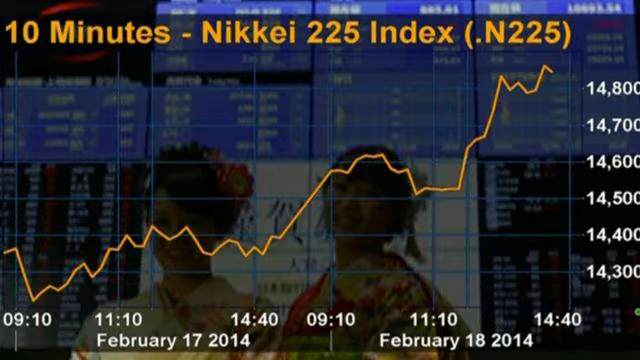 10 Minutes - Nikkei 225 Index (.N225)
14,800
14,700
14,600
14,500
14,400
14,300
09:10 11:10 14:40 09:10 11:10 14:40
February 17 2014 February 18 2014